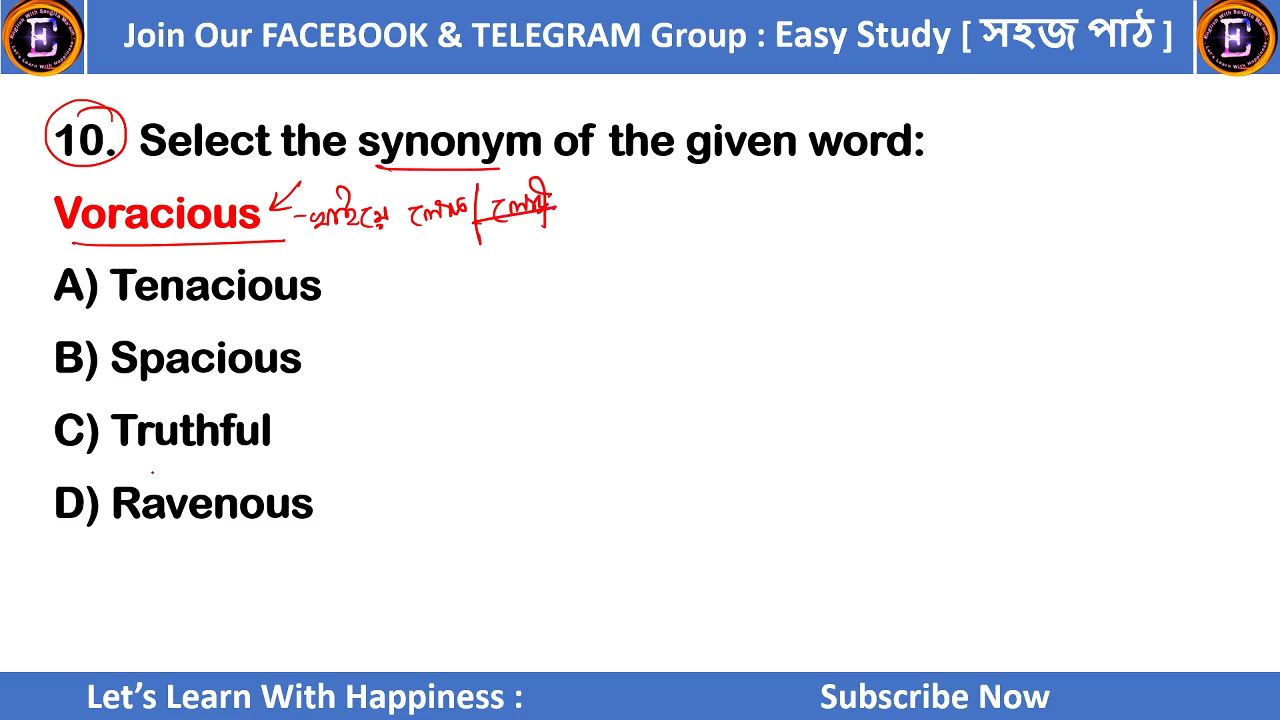 Join Our FACEBOOK & TELEGRAM Group : Easy Study [ সহজ পাঠ ]
10. Select the synonym of the given word:
Voracious
A) Tenacious
B) Spacious
C) Truthful
D) Ravenous
Let's Learn With Happiness :
Subscribe Now